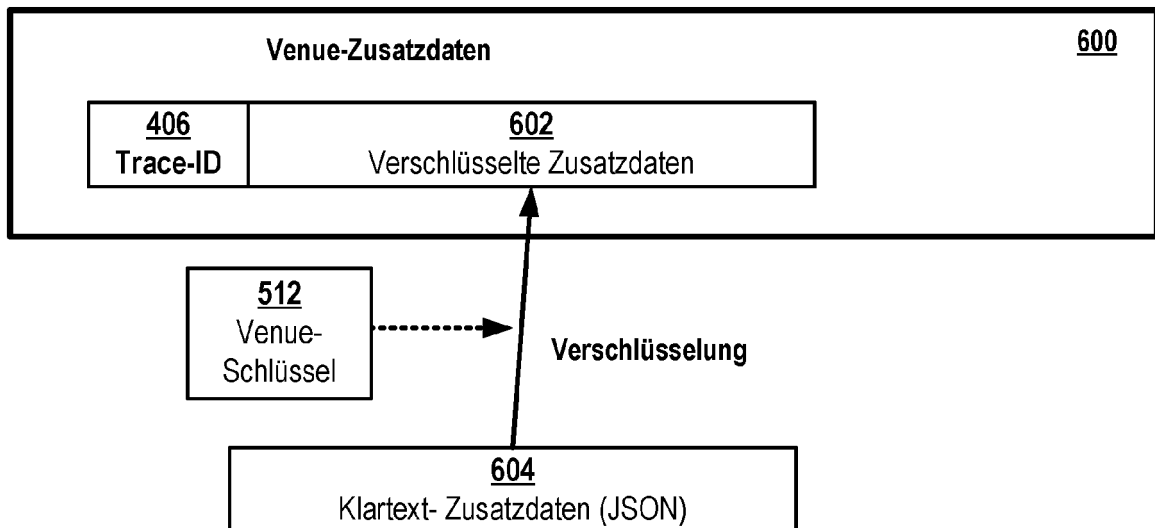 Venue-Zusatzdaten
600
406
Trace-ID
602
Verschlüsselte Zusatzdaten
512
Venue-
Schlüssel
Verschlüsselung
604
Klartext- Zusatzdaten (JSON)